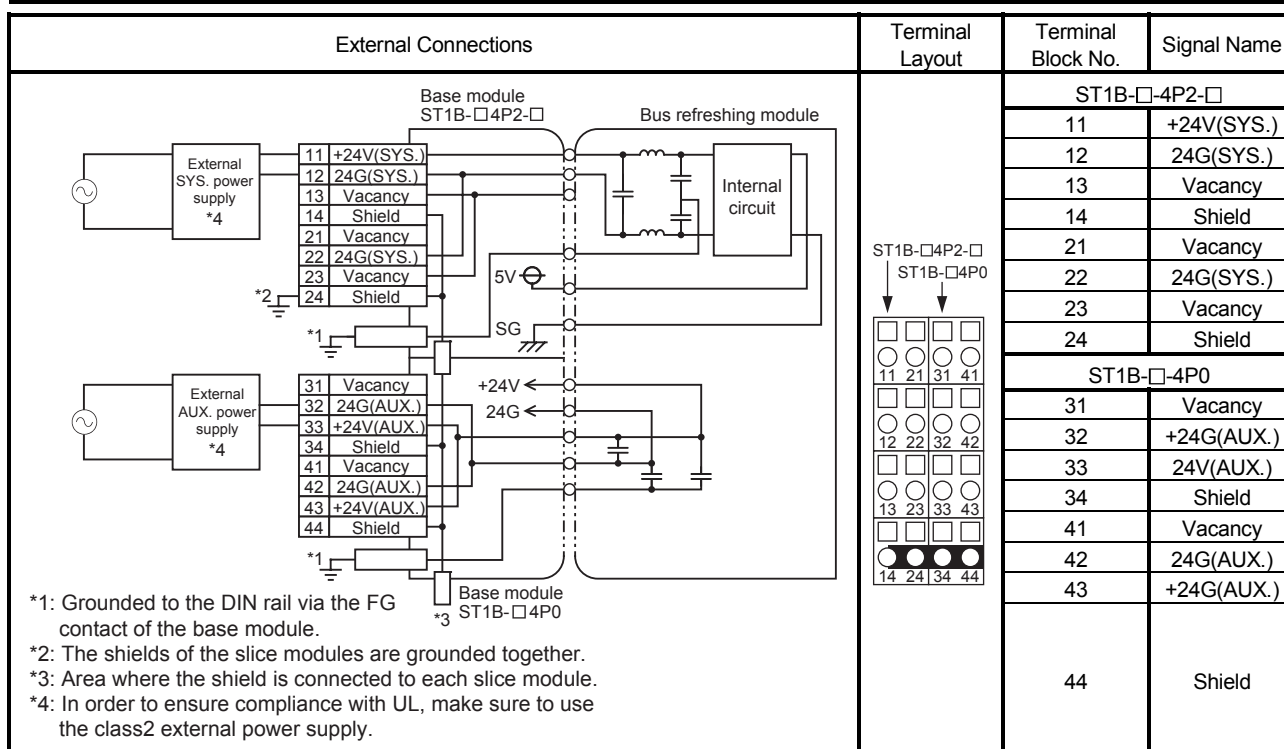 External Connections
Terminal
Layout
Terminal
Block No.
Signal Name
Base module
ST1B-□4P2-□
Bus refreshing module
External
SYS. power
supply
*4
11 +24V(SYS.)
12 24G(SYS.)
13 Vacancy
14 Shield
21 Vacancy
22 24G(SYS.)
23 Vacancy
24 Shield
*2
*1
Internal
circuit
5V
SG
External
AUX. power
supply
*4
31 Vacancy
32 24G(AUX.)
33 +24V(AUX.)
34 Shield
41 Vacancy
42 24G(AUX.)
43 +24V(AUX.)
44 Shield
*1
+24V
24G
*3
Base module
ST1B-□4P0
*1: Grounded to the DIN rail via the FG
contact of the base module.
*2: The shields of the slice modules are grounded together.
*3: Area where the shield is connected to each slice module.
*4: In order to ensure compliance with UL, make sure to use
the class2 external power supply.
ST1B-□4P2-□
ST1B-□4P0
11 21 31 41
12 22 32 42
13 23 33 43
14 24 34 44
ST1B-□-4P2-□
11 +24V(SYS.)
12 24G(SYS.)
13 Vacancy
14 Shield
21 Vacancy
22 24G(SYS.)
23 Vacancy
24 Shield
ST1B-□-4P0
31 Vacancy
32 +24G(AUX.)
33 24V(AUX.)
34 Shield
41 Vacancy
42 24G(AUX.)
43 +24G(AUX.)
44 Shield